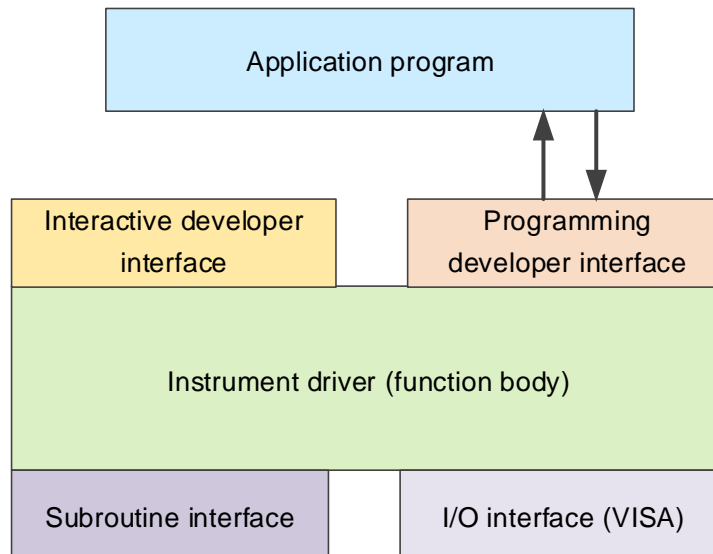 Application program
Interactive developer
interface
Programming
developer interface
Instrument driver (function body)
Subroutine interface
I/O interface (VISA)